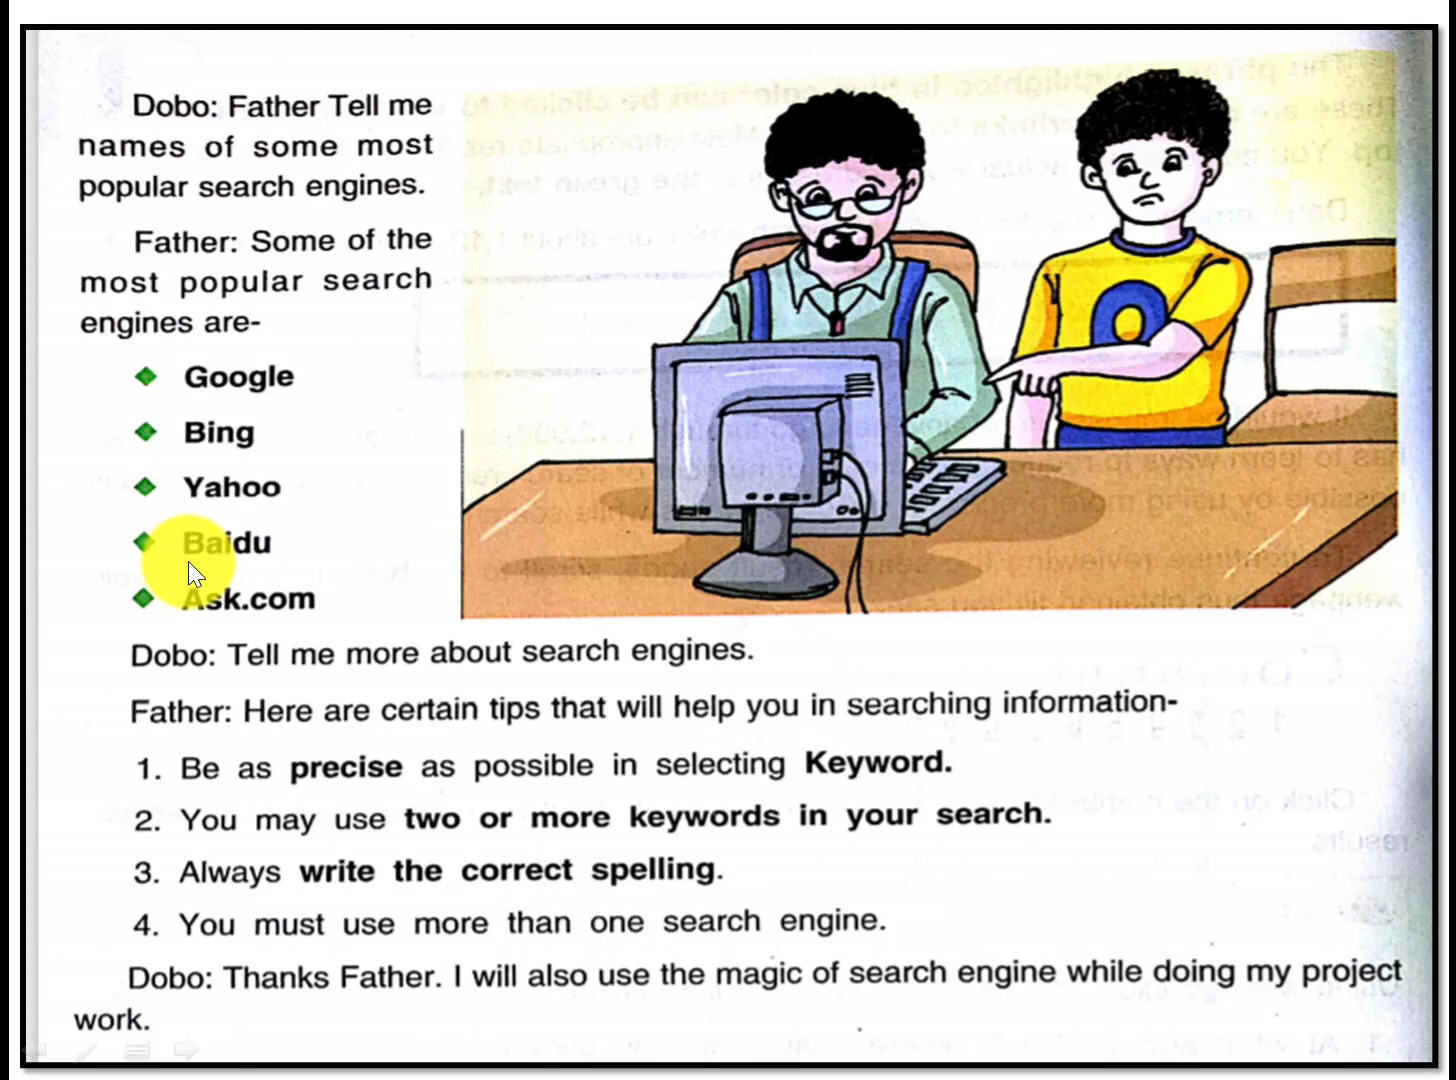 Dobo: Father Tell me
names of some most
popular search engines.
Father: Some of the
most popular search
engines are-
Google
Bing
Yahoo
Baidu
Ask.com
Dobo: Tell me more about search engines.
Father: Here are certain tips that will help you in searching information-
1. Be as precise as possible in selecting Keyword.
2. You may use two or more keywords in your search.
3. Always write the correct spelling.
4. You must use more than one search engine.
Dobo: Thanks Father. I will also use the magic of search engine while doing my project
work.